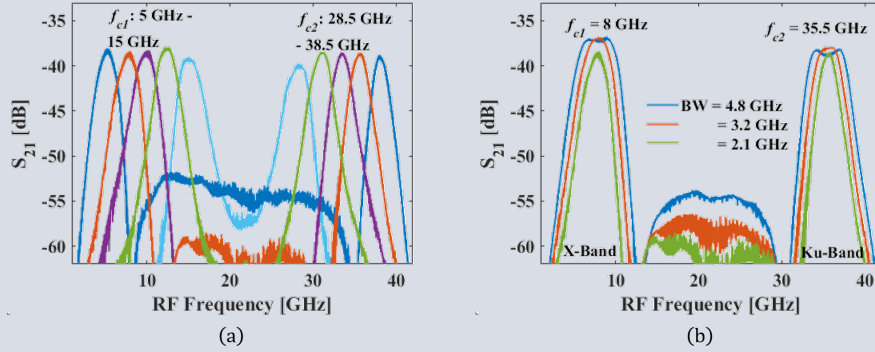 f_c1: 5 GHz -
15 GHz
f_c2: 28.5
- 38.5 GHz
-35
-40
-45
-50
-55
-60
S21 [dB]
10
20
30
40
RF Frequency [GHz]
(a)
f_c1 = 8 GHz
f_c2 = 35.5 GHz
BW = 4.8 GHz
= 3.2 GHz
= 2.1 GHz
X-Band
Ku-Band
-35
-40
-45
-50
-55
-60
S21 [dB]
10
20
30
40
RF Frequency [GHz]
(b)